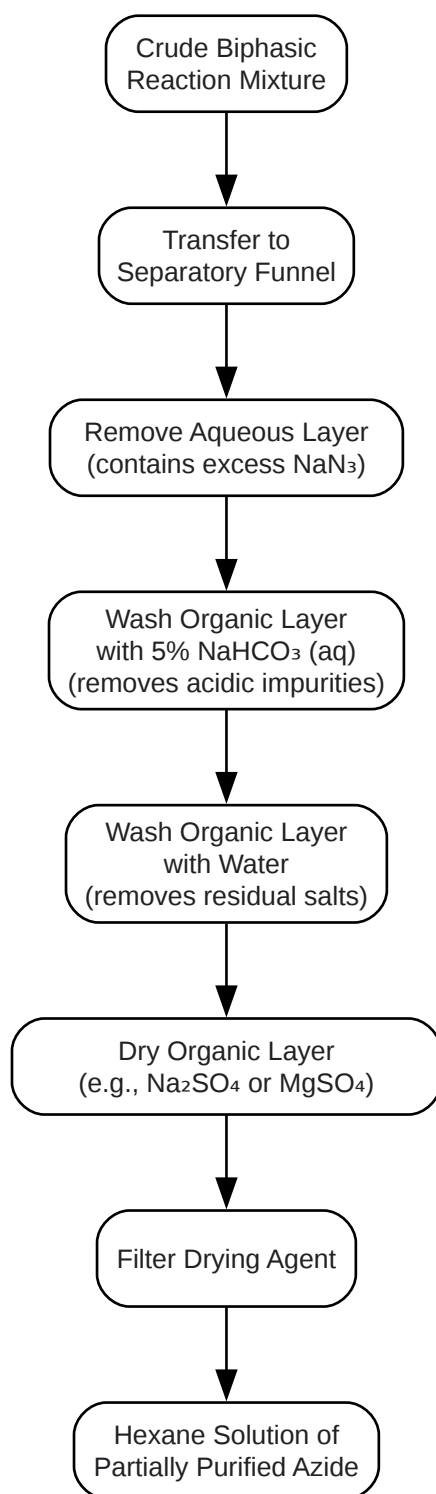 Crude Biphasic
Reaction Mixture
Transfer to
Separatory Funnel
Remove Aqueous Layer
(contains excess NaN₃)
Wash Organic Layer
with 5% NaHCO₃ (aq)
(removes acidic impurities)
Wash Organic Layer
with Water
(removes residual salts)
Dry Organic Layer
(e.g., Na₂SO₄ or MgSO₄)
Filter Drying Agent
Hexane Solution of
Partially Purified Azide